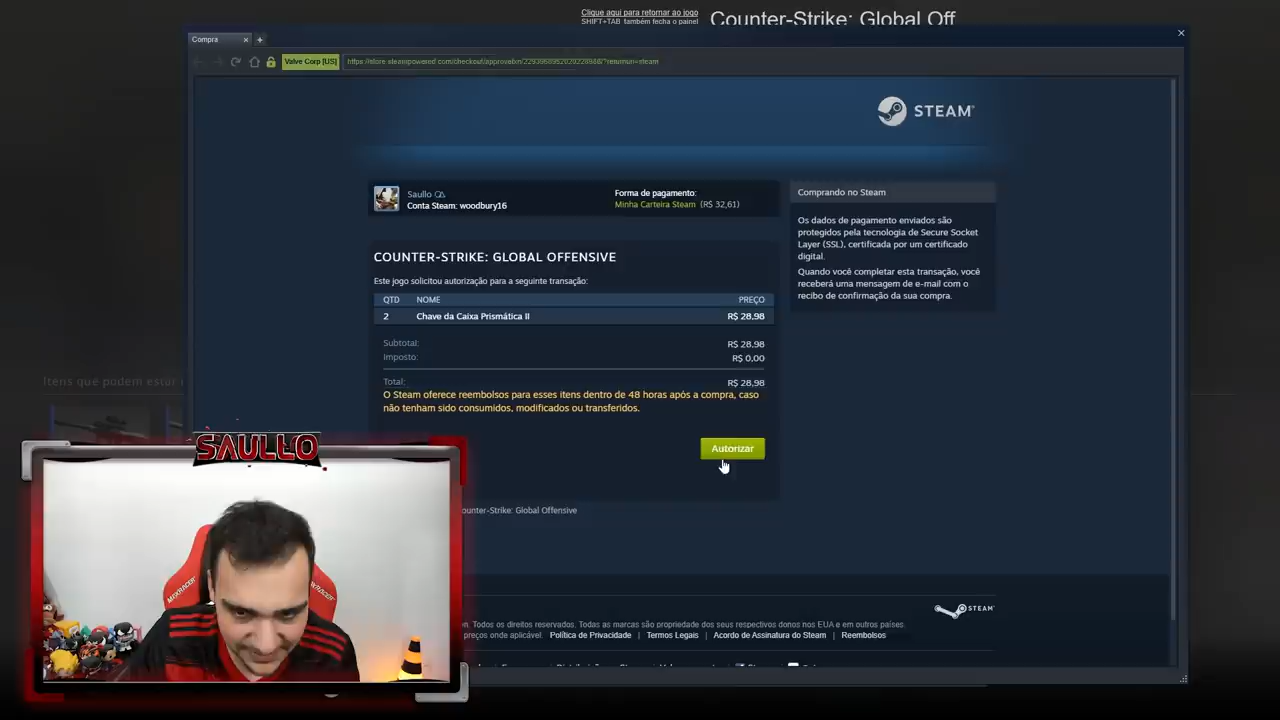 Clique aqui para retornar ao jogo
SHIFT+TAB também fecha o painel
Counter-Strike: Global Off
Compra
Valve Corp [US]
STEAM
Saullo
Conta Steam: woodbury16
Forma de pagamento:
Minha Carteira Steam (R$ 32,61)
Comprando no Steam
Os dados de pagamento enviados são
protegidos pela tecnologia de Secure Socket
Layer (SSL), certificada por um certificado
digital.
Quando você completar esta transação, você
receberá uma mensagem de e-mail com o
recibo de confirmação da sua compra.
COUNTER-STRIKE: GLOBAL OFFENSIVE
Este jogo solicitou autorização para a seguinte transação:
QTD NOME PREÇO
2 Chave da Caixa Prismática II R$ 28,98
Subtotal: R$ 28,98
Imposto: R$ 0,00
Total: R$ 28,98
O Steam oferece reembolsos para esses itens dentro de 48 horas após a compra, caso
não tenham sido consumidos, modificados ou transferidos.
Autorizar
Itens que podem estar
SAULLO
ounter-Strike: Global Offensive
STEAM
Todos os direitos reservados. Todas as marcas são propriedade dos seus respectivos donos nos EUA e em outros países.
preços onde aplicável. Política de Privacidade | Termos Legais | Acordo de Assinatura do Steam | Reembolsos
MAXRACER